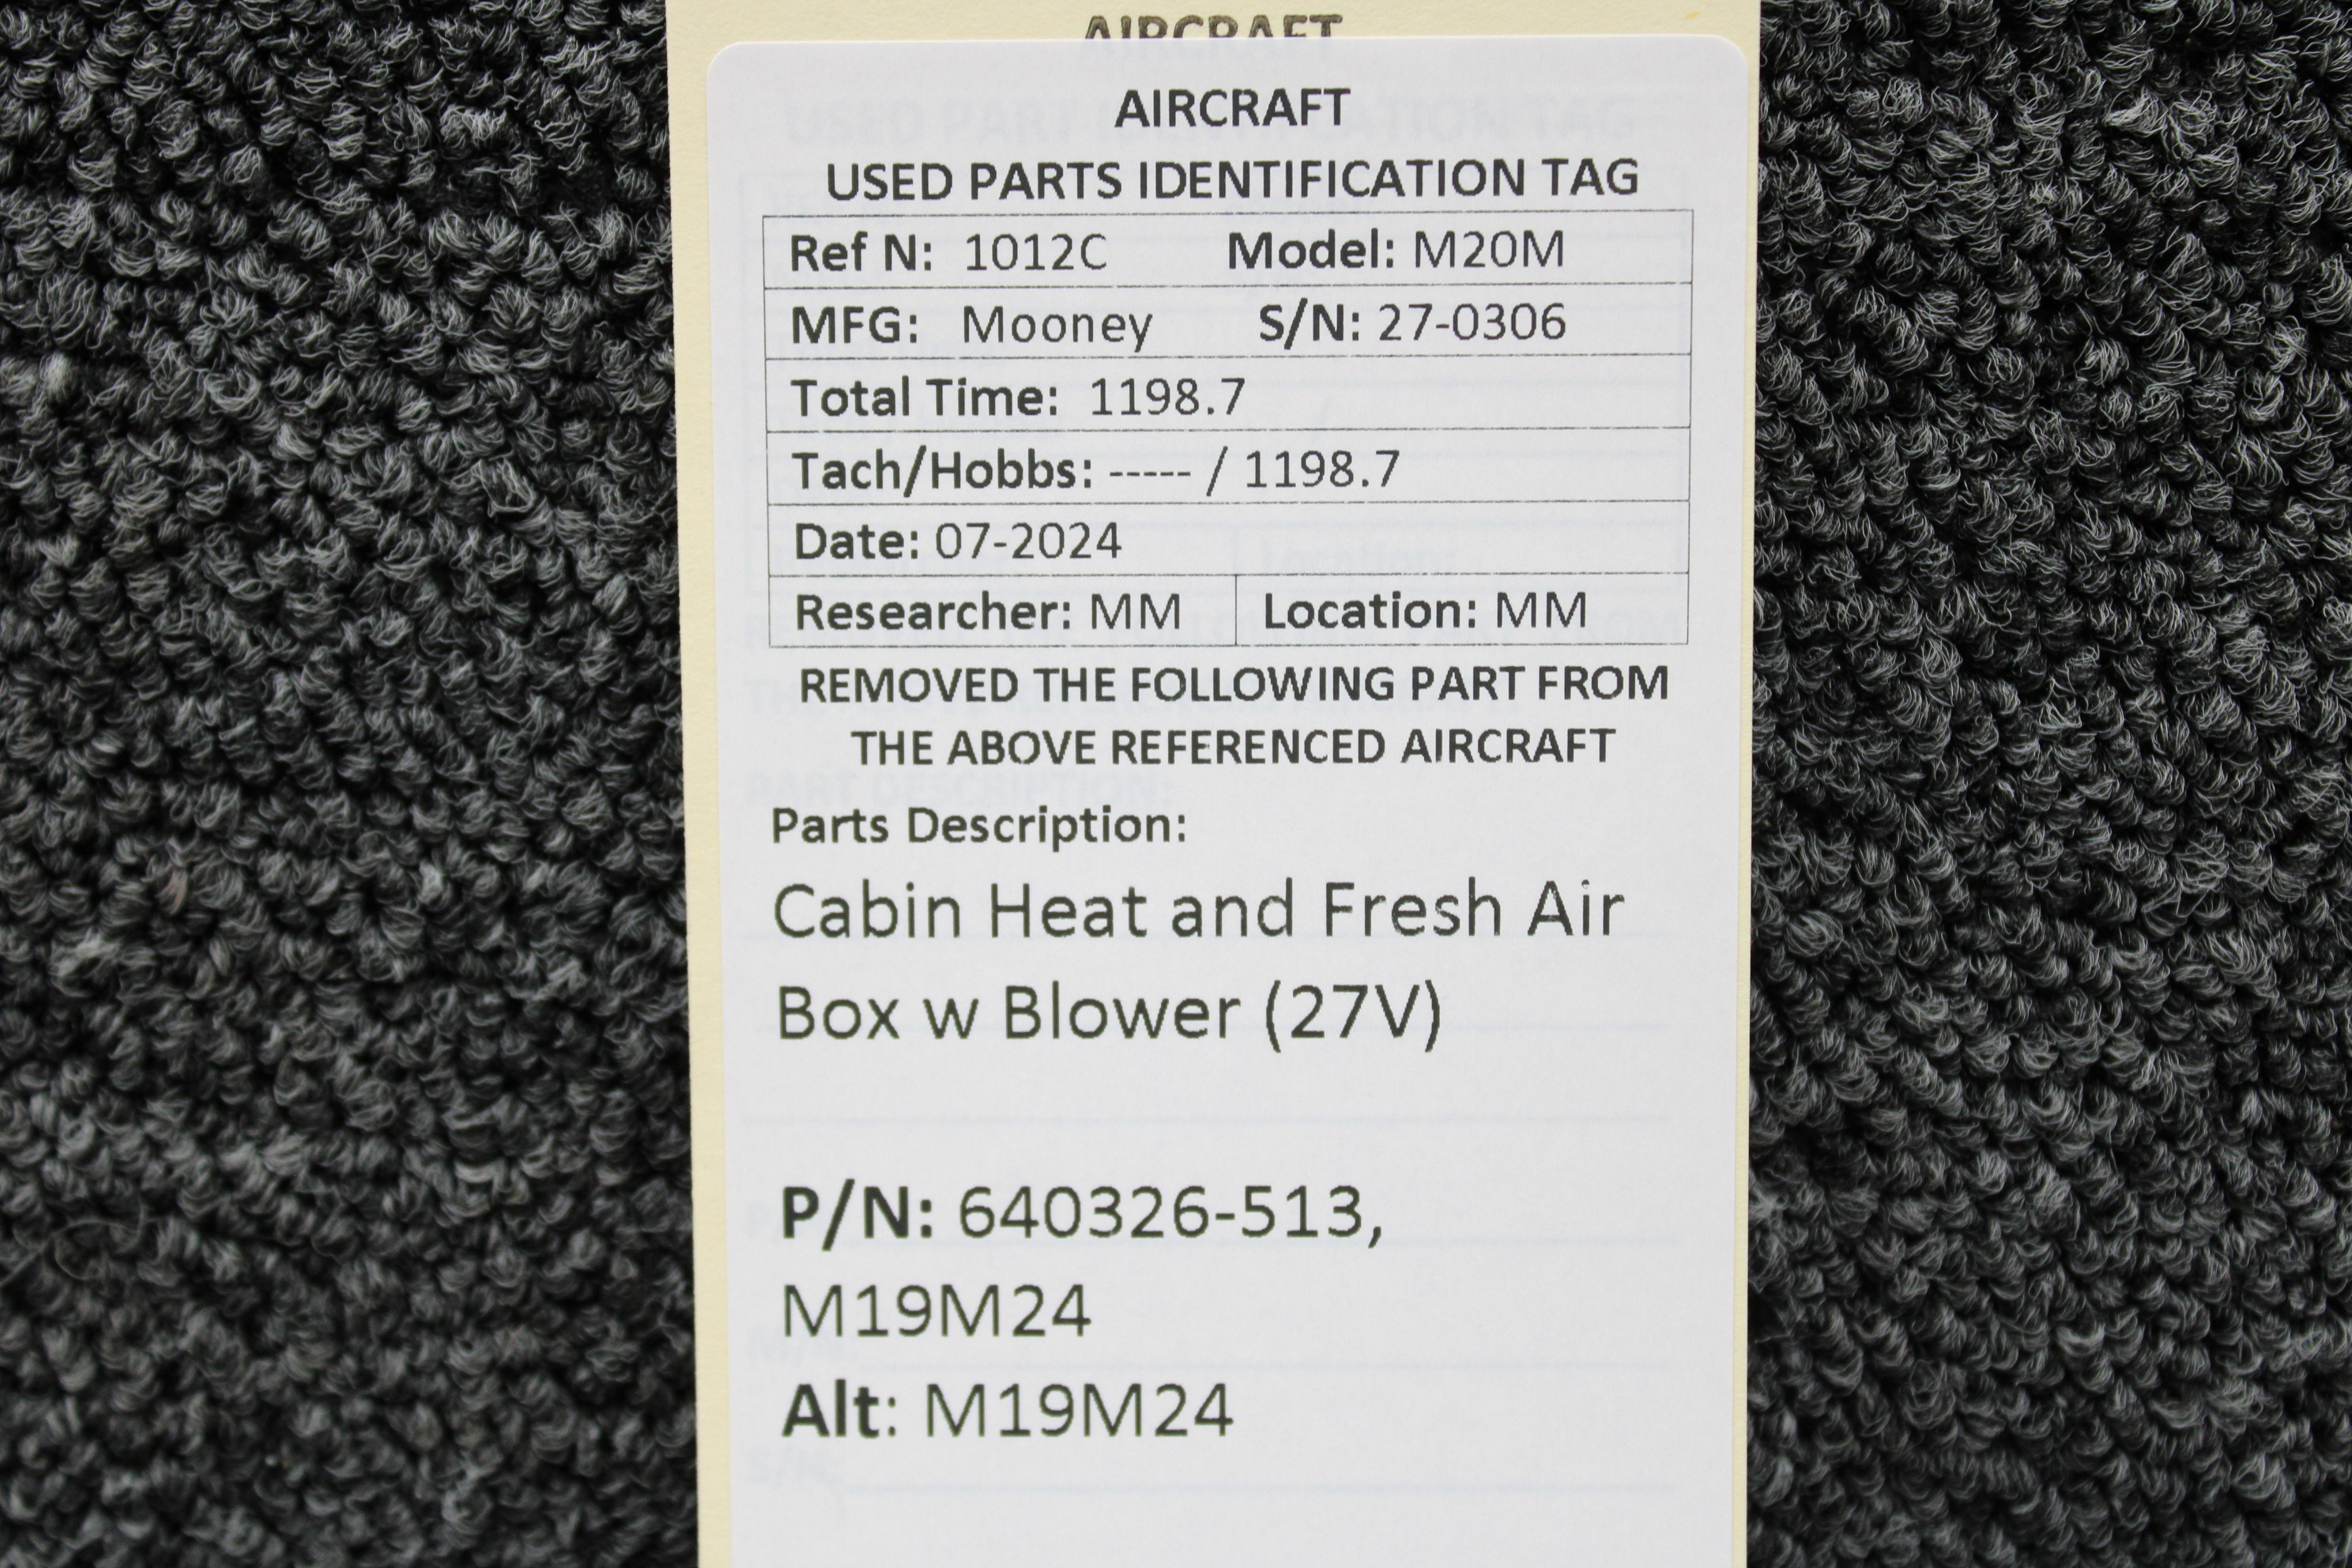 AIRCRAFT
AIRCRAFT
USED PARTS IDENTIFICATION TAG
Ref N: 1012C Model: M20M
MFG: Mooney S/N: 27-0306
Total Time: 1198.7
Tach/Hobbs: ----- / 1198.7
Date: 07-2024
Researcher: MM Location: MM
REMOVED THE FOLLOWING PART FROM
THE ABOVE REFERENCED AIRCRAFT
Parts Description:
Cabin Heat and Fresh Air
Box w Blower (27V)
P/N: 640326-513,
M19M24
Alt: M19M24